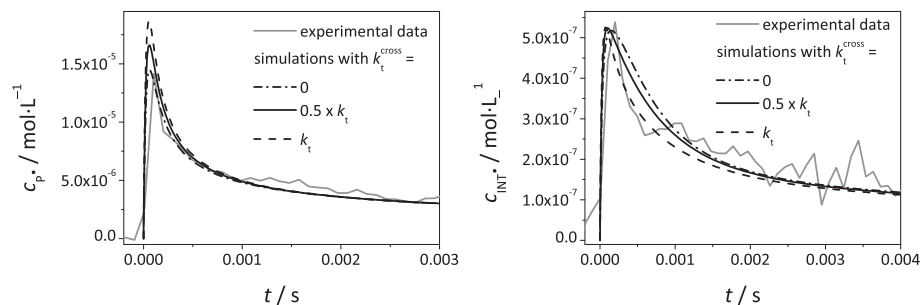 experimental data
simulations with k_t^cross =
0
0.5 x k_t
k_t
1.5x10⁻⁵
1.0x10⁻⁵
5.0x10⁻⁶
0.0
c_P• / mol·L⁻¹
0.000 0.001 0.002 0.003
t / s
experimental data
simulations with k_t^cross =
0
0.5 x k_t
k_t
5.0x10⁻⁷
4.0x10⁻⁷
3.0x10⁻⁷
2.0x10⁻⁷
1.0x10⁻⁷
0.0
c_INT• / mol·L⁻¹
0.000 0.001 0.002 0.003 0.004
t / s